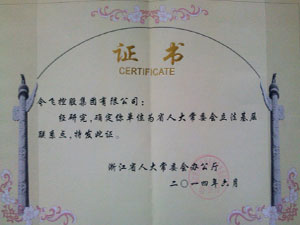 证书
CERTIFICATE
令飞控股集团有限公司：
经研究，确定你单位为省人大常委会立法基层
联系点，特发此证。
浙江省人大常委会办公厅
二〇一四年六月